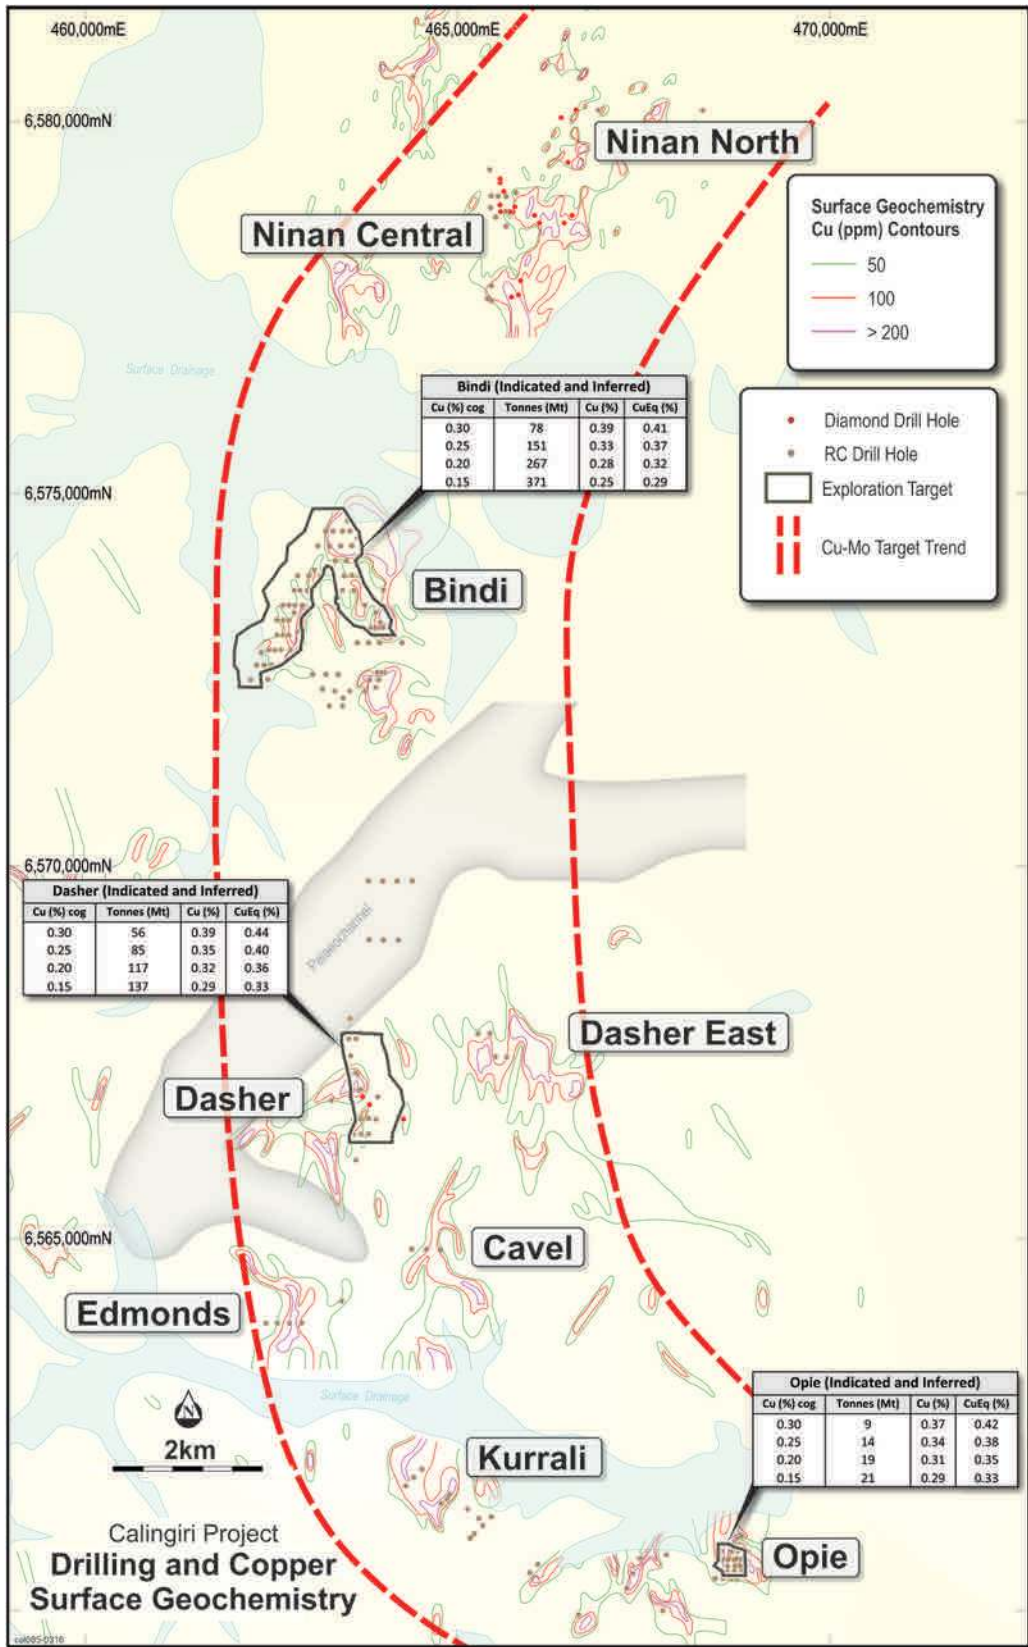 460,000mE
465,000mE
470,000mE
6,580,000mN
Ninan North
Surface Geochemistry
Cu (ppm) Contours
50
100
> 200
Ninan Central
Surface Drainage
Bindi (Indicated and Inferred)
Cu (%) cog Tonnes (Mt) Cu (%) CuEq (%)
0.30 78 0.39 0.41
0.25 151 0.33 0.37
0.20 267 0.28 0.32
0.15 371 0.25 0.29
Diamond Drill Hole
RC Drill Hole
Exploration Target
Cu-Mo Target Trend
6,575,000mN
Bindi
6,570,000mN
Dasher (Indicated and Inferred)
Cu (%) cog Tonnes (Mt) Cu (%) CuEq (%)
0.30 56 0.39 0.44
0.25 85 0.35 0.40
0.20 117 0.32 0.36
0.15 137 0.29 0.33
Paleochannel
Dasher East
Dasher
6,565,000mN
Cavel
Edmonds
Surface Drainage
Opie (Indicated and Inferred)
Cu (%) cog Tonnes (Mt) Cu (%) CuEq (%)
0.30 9 0.37 0.42
0.25 14 0.34 0.38
0.20 19 0.31 0.35
0.15 21 0.29 0.33
N
2km
Kurrali
Calingiri Project
Drilling and Copper
Surface Geochemistry
Opie